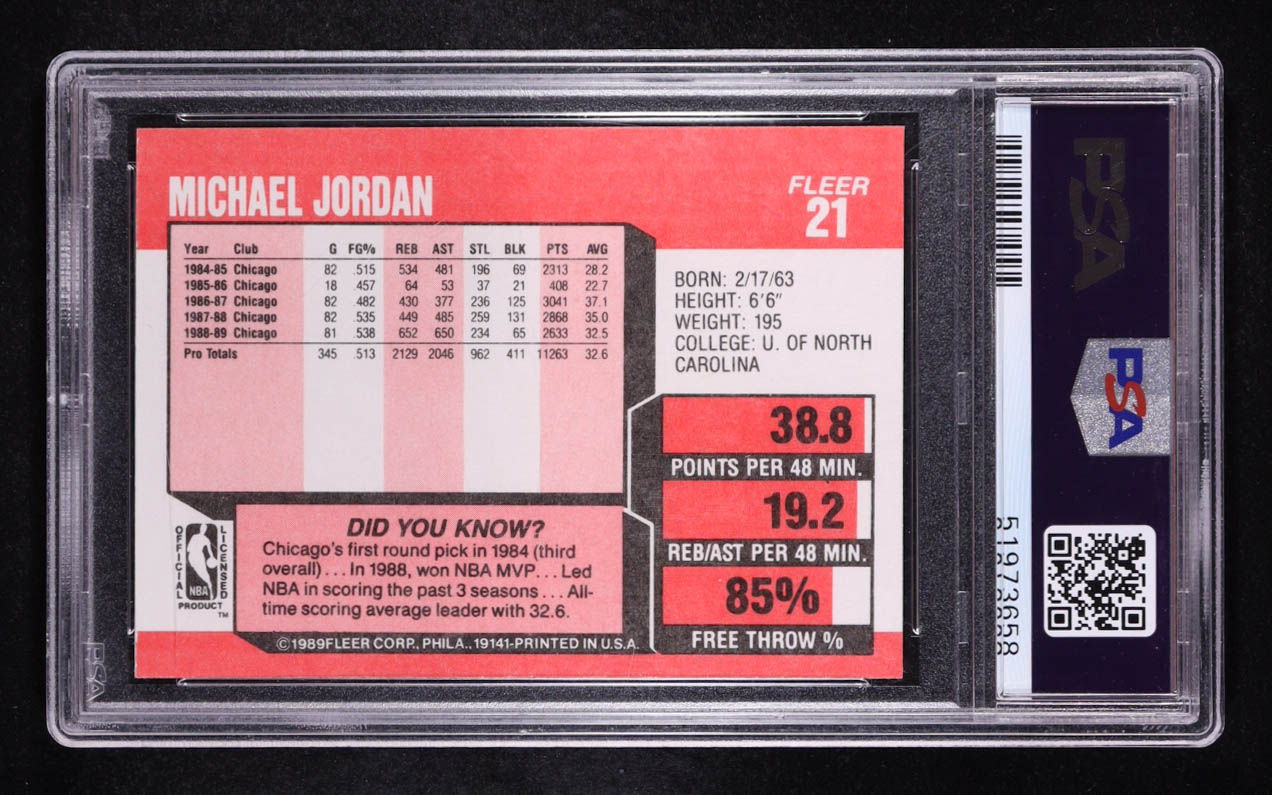 MICHAEL JORDAN
FLEER
21
Year Club G FG% REB AST STL BLK PTS AVG
1984-85 Chicago 82 .515 534 481 196 69 2313 28.2
1985-86 Chicago 18 .457 64 53 37 21 408 22.7
1986-87 Chicago 82 .482 430 377 236 125 3041 37.1
1987-88 Chicago 82 .535 449 485 259 131 2868 35.0
1988-89 Chicago 81 .538 652 650 234 65 2633 32.5
Pro Totals 345 .513 2129 2046 962 411 11263 32.6
BORN: 2/17/63
HEIGHT: 6'6"
WEIGHT: 195
COLLEGE: U. OF NORTH
CAROLINA
38.8
POINTS PER 48 MIN.
19.2
REB/AST PER 48 MIN.
85%
FREE THROW %
DID YOU KNOW?
Chicago's first round pick in 1984 (third
overall)... In 1988, won NBA MVP... Led
NBA in scoring the past 3 seasons... All-
time scoring average leader with 32.6.
OFFICIAL
LICENSED
NBA
PRODUCT
TM
©1989 FLEER CORP., PHILA., 19141-PRINTED IN U.S.A.
PSA
PSA
51973658
PSA